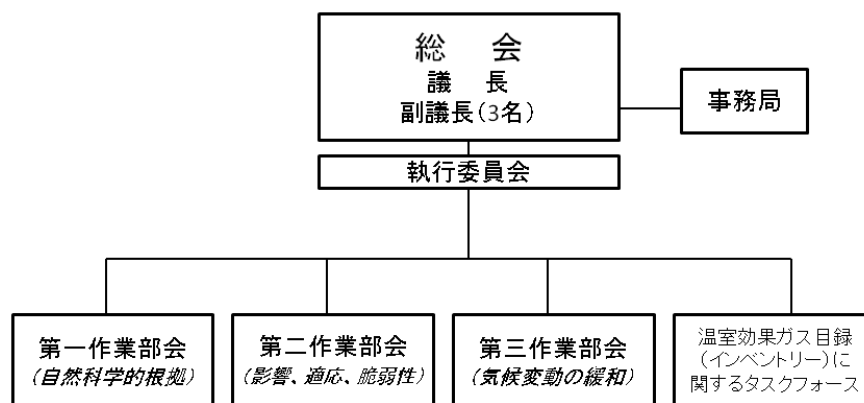 総　会
議　長
副議長(3名)
事務局
執行委員会
第一作業部会
(自然科学的根拠)
第二作業部会
(影響、適応、脆弱性)
第三作業部会
(気候変動の緩和)
温室効果ガス目録
(インベントリー)に
関するタスクフォース